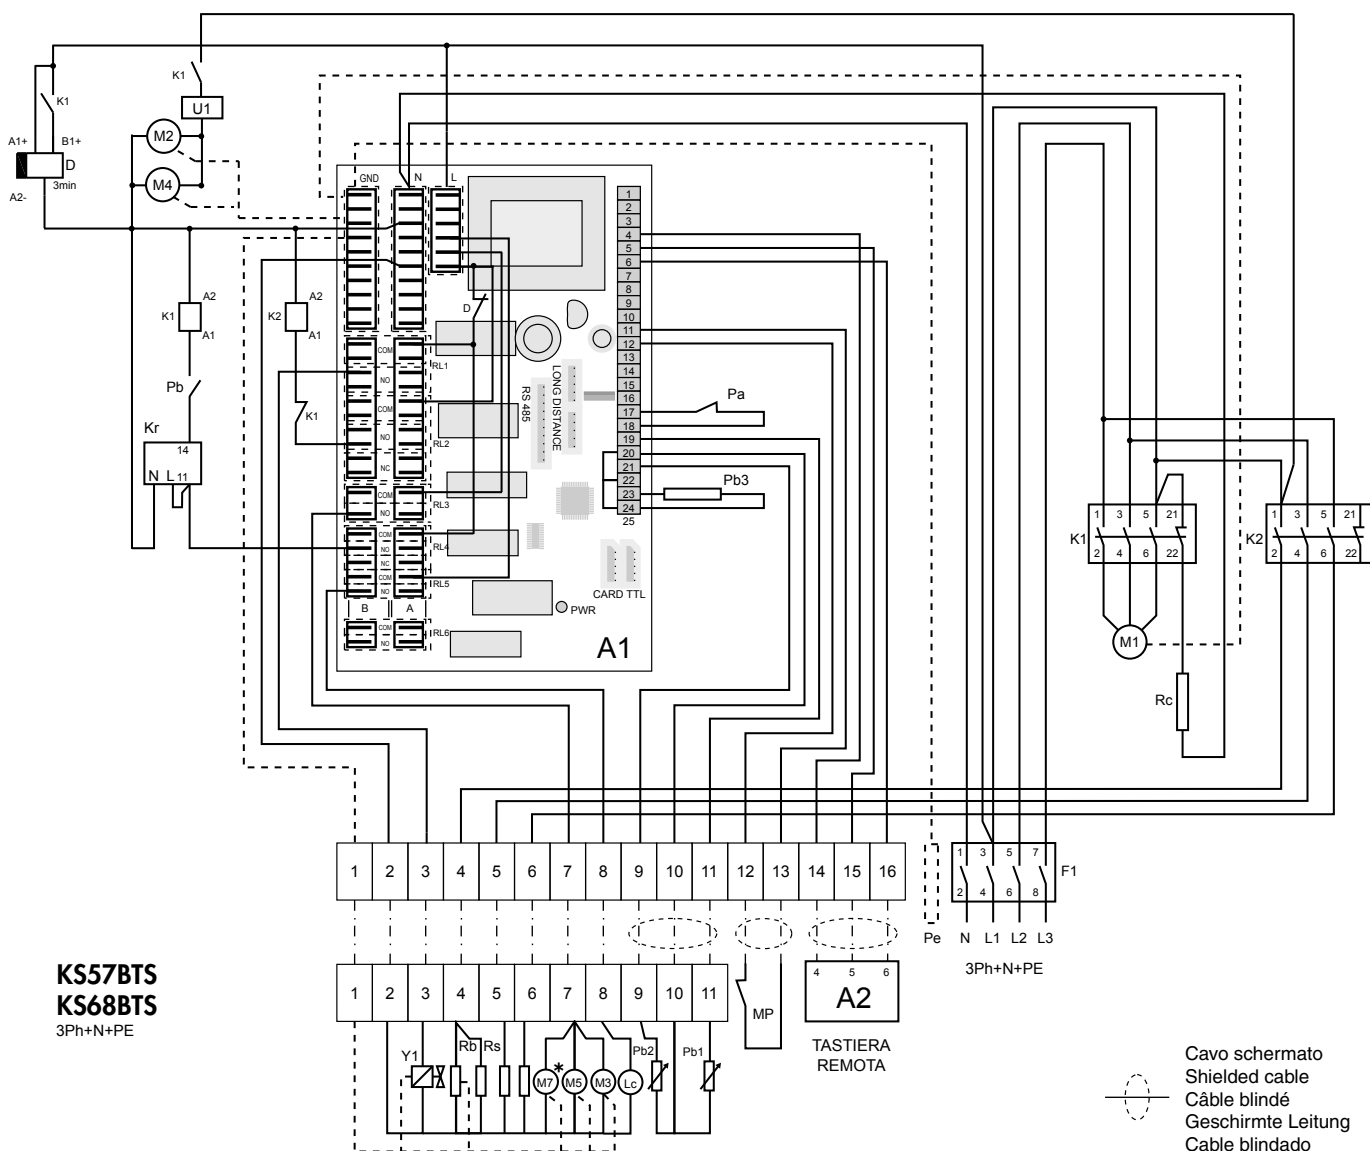 K1
U1
K1
M2
A1+
B1+
D
3min
A2-
M4
GND
N
L
A2
K1
A1
A2
K2
A1
D
Pb
K1
Kr
14
N
L
11
COM
RL1
NO
COM
NO
RL2
NC
COM
RL3
NO
COM
RL4
NO
NC
COM
RL5
NO
B
A
COM
RL6
NO
RS 485
LONG DISTANCE
CARD TTL
PWR
A1
1
2
3
4
5
6
7
8
9
10
11
12
13
14
15
16
17
18
19
20
21
22
23
24
25
Pa
Pb3
1 3 5 21
K1
2 4 6 22
1 3 5 21
K2
2 4 6 22
M1
Rc
1 2 3 4 5 6 7 8 9 10 11 12 13 14 15 16
1 3 5 7
F1
2 4 6 8
Pe N L1 L2 L3
3Ph+N+PE
1 2 3 4 5 6 7 8 9 10 11
MP
4 5 6
A2
TASTIERA
REMOTA
KS57BTS
KS68BTS
3Ph+N+PE
Y1
Rb
Rs
M7
*
M5
M3
Lc
Pb2
Pb1
Cavo schermato
Shielded cable
Câble blindé
Geschirmte Leitung
Cable blindado